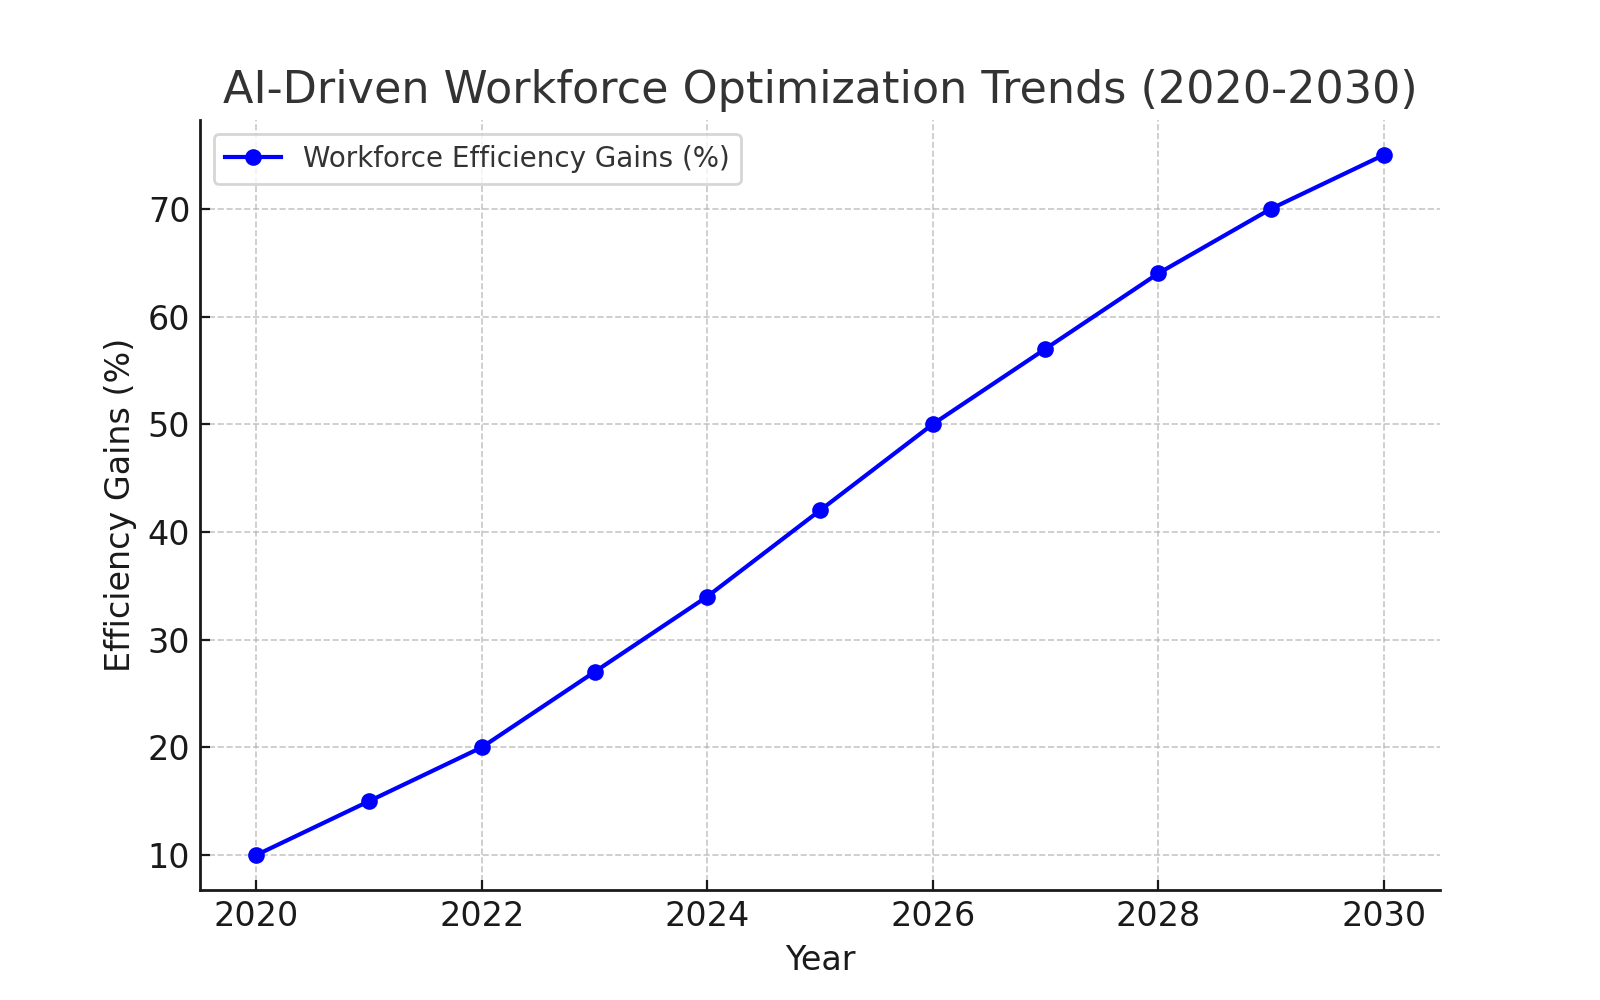 AI-Driven Workforce Optimization Trends (2020-2030)
Workforce Efficiency Gains (%)
Efficiency Gains (%)
70
60
50
40
30
20
10
2020 2022 2024 2026 2028 2030
Year